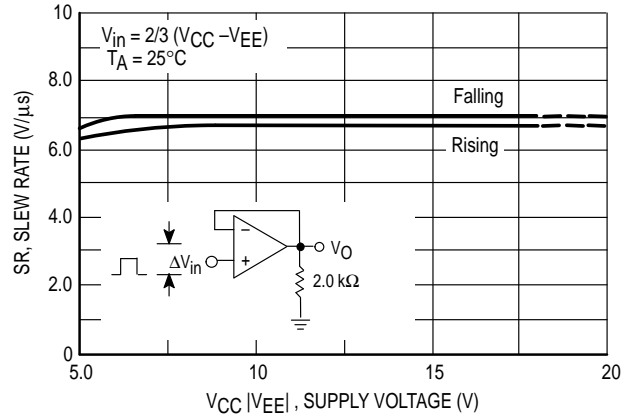 10
V_in = 2/3 (V_CC –V_EE)
T_A = 25°C
8.0
Falling
6.0
Rising
SR, SLEW RATE (V/μs)
4.0
–
V_O
ΔV_in
+
2.0 kΩ
2.0
0
5.0
10
15
20
V_CC |V_EE| , SUPPLY VOLTAGE (V)